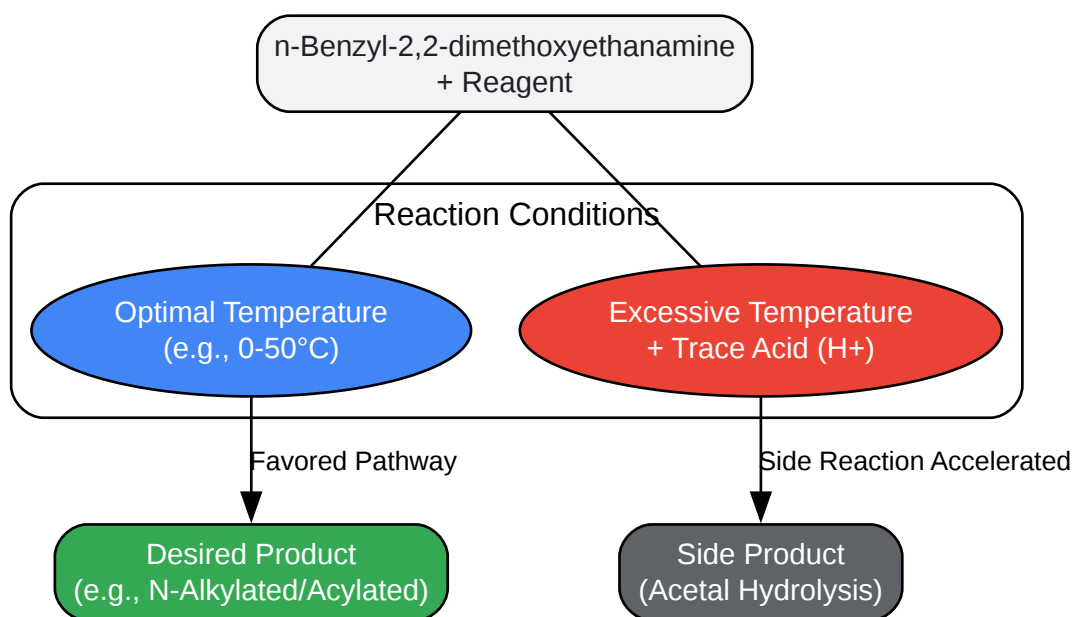 n-Benzyl-2,2-dimethoxyethanamine
+ Reagent
Reaction Conditions
Optimal Temperature
(e.g., 0-50°C)
Excessive Temperature
+ Trace Acid (H+)
Favored Pathway
Side Reaction Accelerated
Desired Product
(e.g., N-Alkylated/Acylated)
Side Product
(Acetal Hydrolysis)